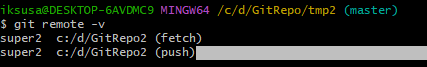 iksusa@DESKTOP-6AVDMC9 MINGW64 /c/d/GitRepo/tmp2 (master)
$ git remote -v
super2  c:/d/GitRepo2 (fetch)
super2  c:/d/GitRepo2 (push)